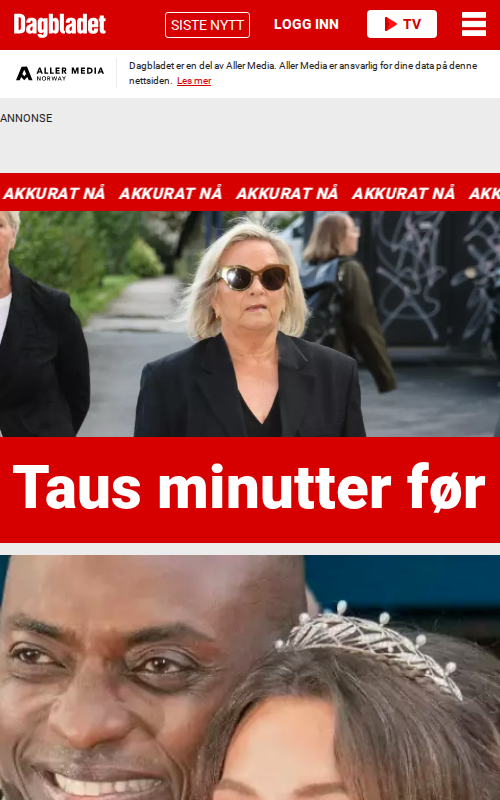 Dagbladet
SISTE NYTT
LOGG INN
TV
ALLER MEDIA
NORWAY
Dagbladet er en del av Aller Media. Aller Media er ansvarlig for dine data på denne
nettsiden. Les mer
ANNONSE
AKKURAT NÅ AKKURAT NÅ AKKURAT NÅ AKKURAT NÅ AKK
Taus minutter før